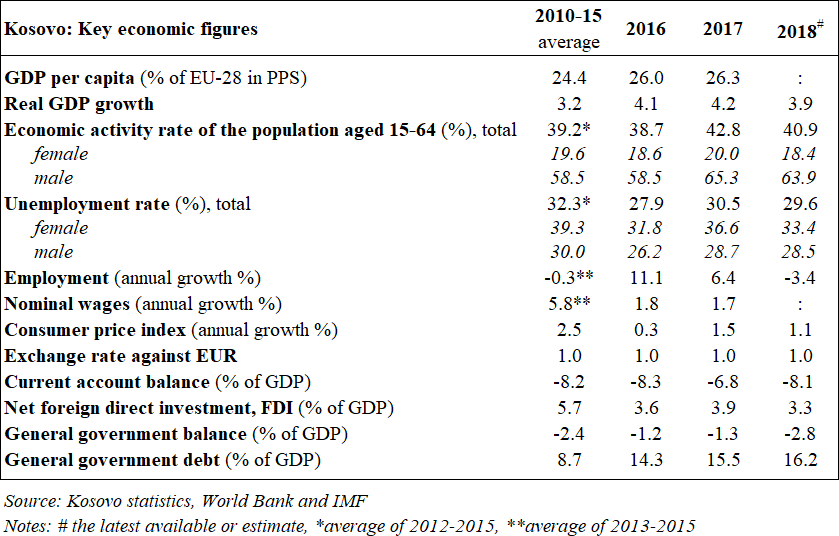 Kosovo: Key economic figures 2010-15 average 2016 2017 2018#
GDP per capita (% of EU-28 in PPS) 24.4 26.0 26.3 :
Real GDP growth 3.2 4.1 4.2 3.9
Economic activity rate of the population aged 15-64 (%), total 39.2* 38.7 42.8 40.9
female 19.6 18.6 20.0 18.4
male 58.5 58.5 65.3 63.9
Unemployment rate (%), total 32.3* 27.9 30.5 29.6
female 39.3 31.8 36.6 33.4
male 30.0 26.2 28.7 28.5
Employment (annual growth %) -0.3** 11.1 6.4 -3.4
Nominal wages (annual growth %) 5.8** 1.8 1.7 :
Consumer price index (annual growth %) 2.5 0.3 1.5 1.1
Exchange rate against EUR 1.0 1.0 1.0 1.0
Current account balance (% of GDP) -8.2 -8.3 -6.8 -8.1
Net foreign direct investment, FDI (% of GDP) 5.7 3.6 3.9 3.3
General government balance (% of GDP) -2.4 -1.2 -1.3 -2.8
General government debt (% of GDP) 8.7 14.3 15.5 16.2
Source: Kosovo statistics, World Bank and IMF
Notes: # the latest available or estimate, *average of 2012-2015, **average of 2013-2015